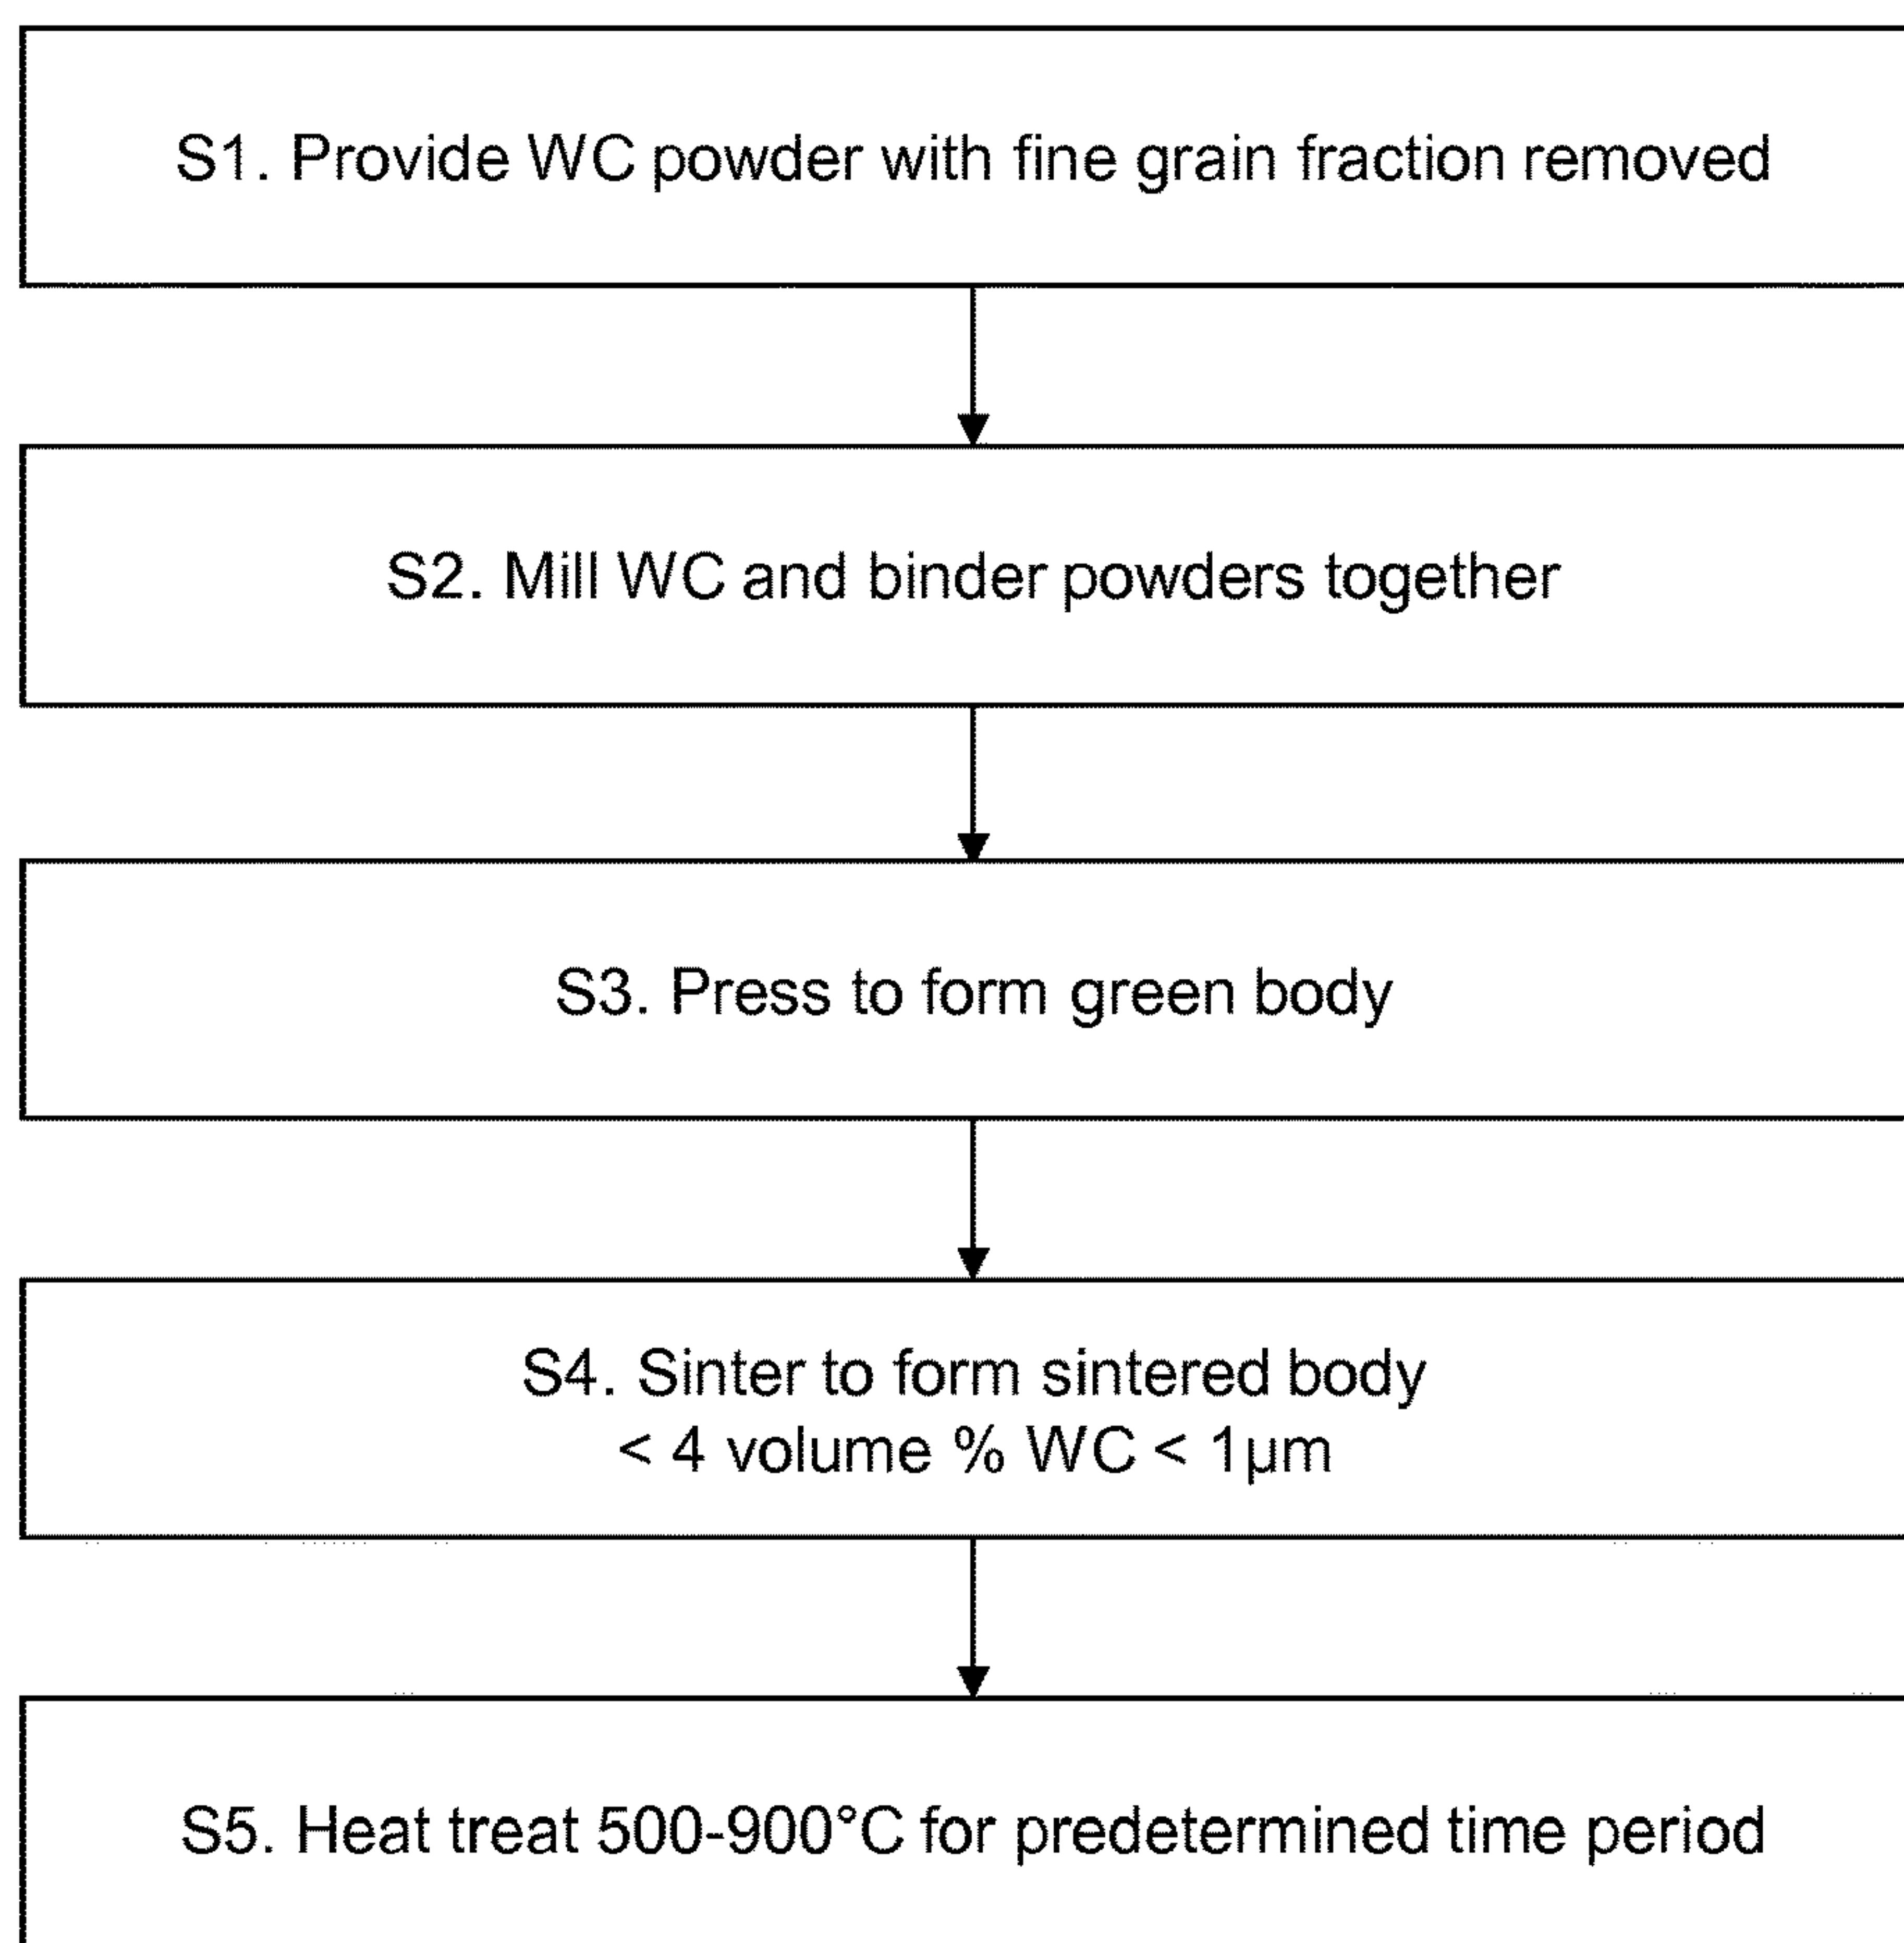 S1. Provide WC powder with fine grain fraction removed
S2. Mill WC and binder powders together
S3. Press to form green body
S4. Sinter to form sintered body
< 4 volume % WC < 1µm
S5. Heat treat 500-900°C for predetermined time period